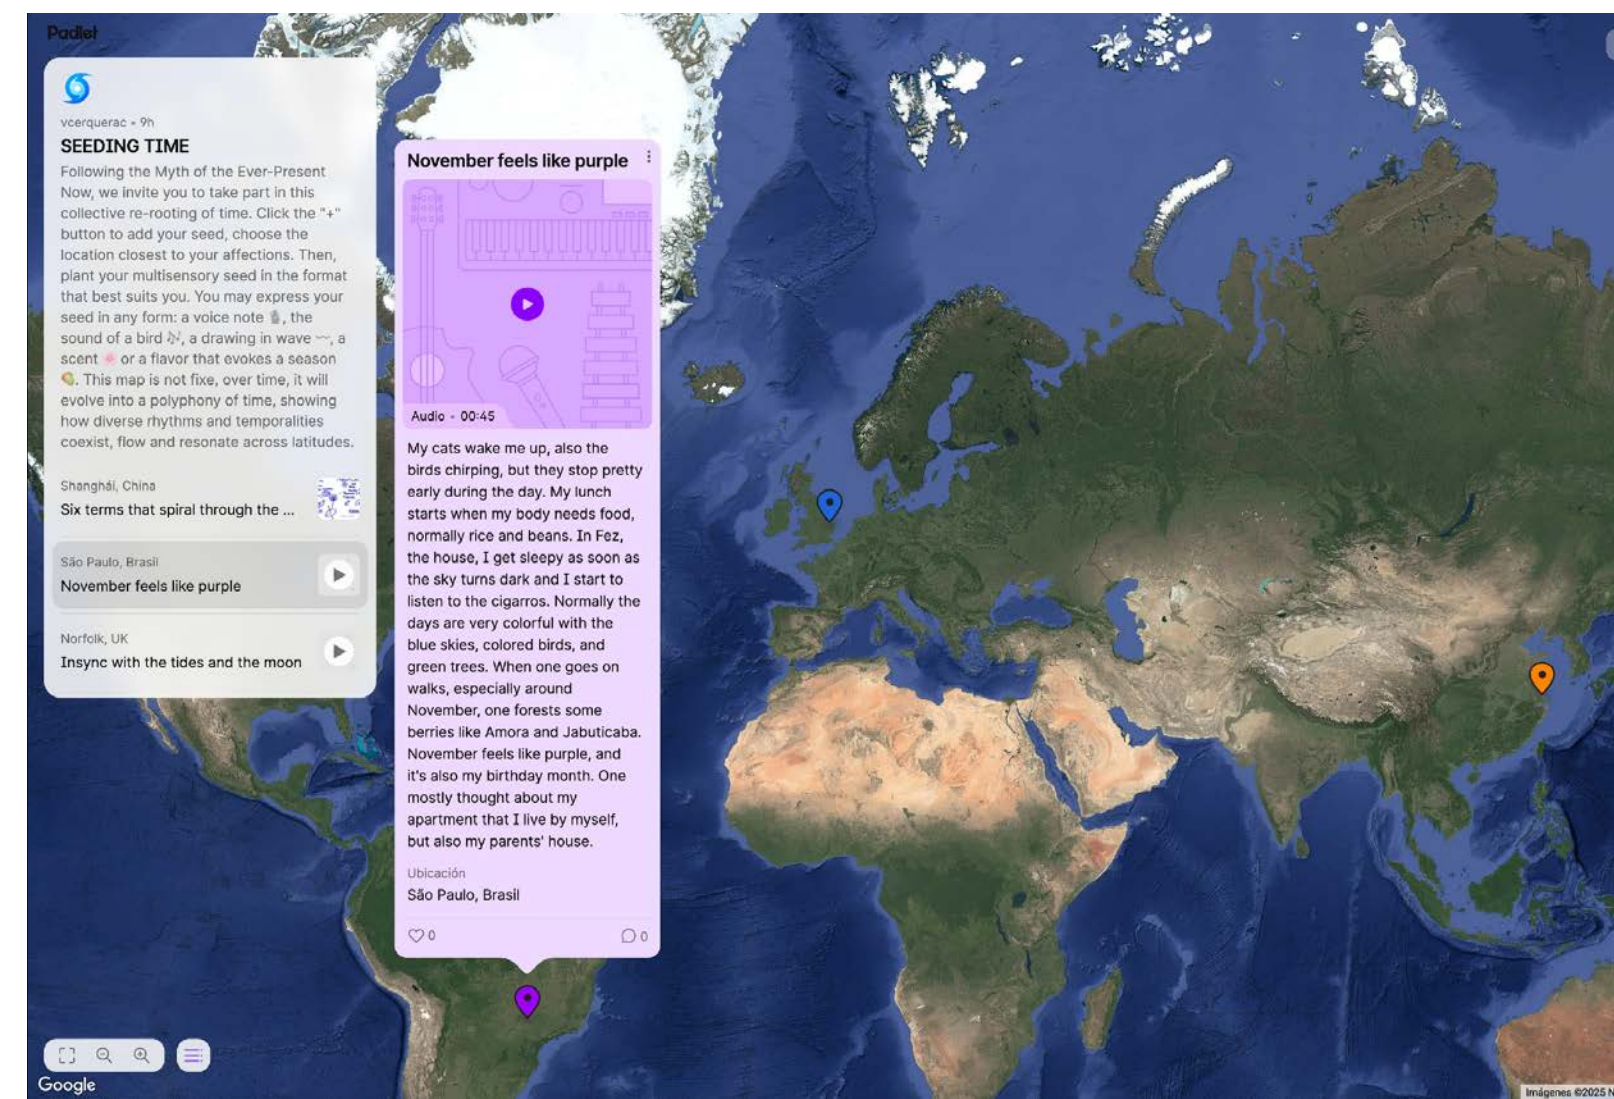 Padlet
vcerquerac • 9h
SEEDING TIME
Following the Myth of the Ever-Present
Now, we invite you to take part in this
collective re-rooting of time. Click the "+"
button to add your seed, choose the
location closest to your affections. Then,
plant your multisensory seed in the format
that best suits you. You may express your
seed in any form: a voice note, the
sound of a bird 🎶, a drawing in wave 〰, a
scent 🌸 or a flavor that evokes a season
. This map is not fixe, over time, it will
evolve into a polyphony of time, showing
how diverse rhythms and temporalities
coexist, flow and resonate across latitudes.
Shanghái, China
Six terms that spiral through the ...
São Paulo, Brasil
November feels like purple
Norfolk, UK
Insync with the tides and the moon
November feels like purple
Audio • 00:45
My cats wake me up, also the
birds chirping, but they stop pretty
early during the day. My lunch
starts when my body needs food,
normally rice and beans. In Fez,
the house, I get sleepy as soon as
the sky turns dark and I start to
listen to the cigarros. Normally the
days are very colorful with the
blue skies, colored birds, and
green trees. When one goes on
walks, especially around
November, one forests some
berries like Amora and Jabuticaba.
November feels like purple, and
it's also my birthday month. One
mostly thought about my
apartment that I live by myself,
but also my parents' house.
Ubicación
São Paulo, Brasil
0
0
Google
Imágenes ©2025 N